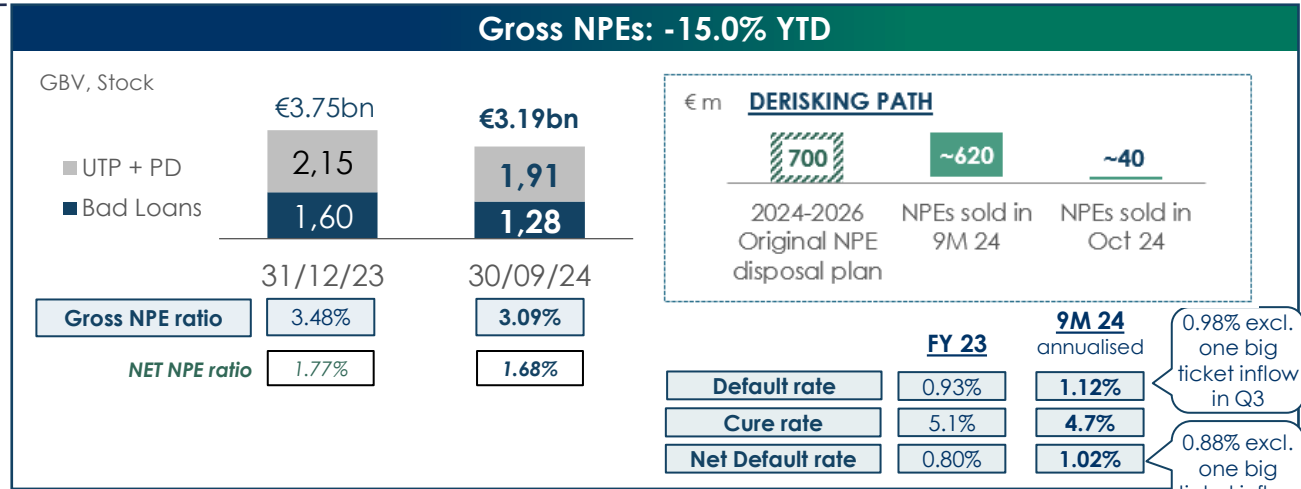 Gross NPEs: -15.0% YTD
GBV, Stock
€3.75bn
€3.19bn
UTP + PD
2,15
1,91
Bad Loans
1,60
1,28
31/12/23
30/09/24
Gross NPE ratio
3.48%
3.09%
NET NPE ratio
1.77%
1.68%
€ m
DERISKING PATH
700
~620
~40
2024-2026
Original NPE
disposal plan
NPEs sold in
9M 24
NPEs sold in
Oct 24
FY 23
9M 24
annualised
Default rate
0.93%
1.12%
Cure rate
5.1%
4.7%
Net Default rate
0.80%
1.02%
0.98% excl.
one big
ticket inflow
in Q3
0.88% excl.
one big